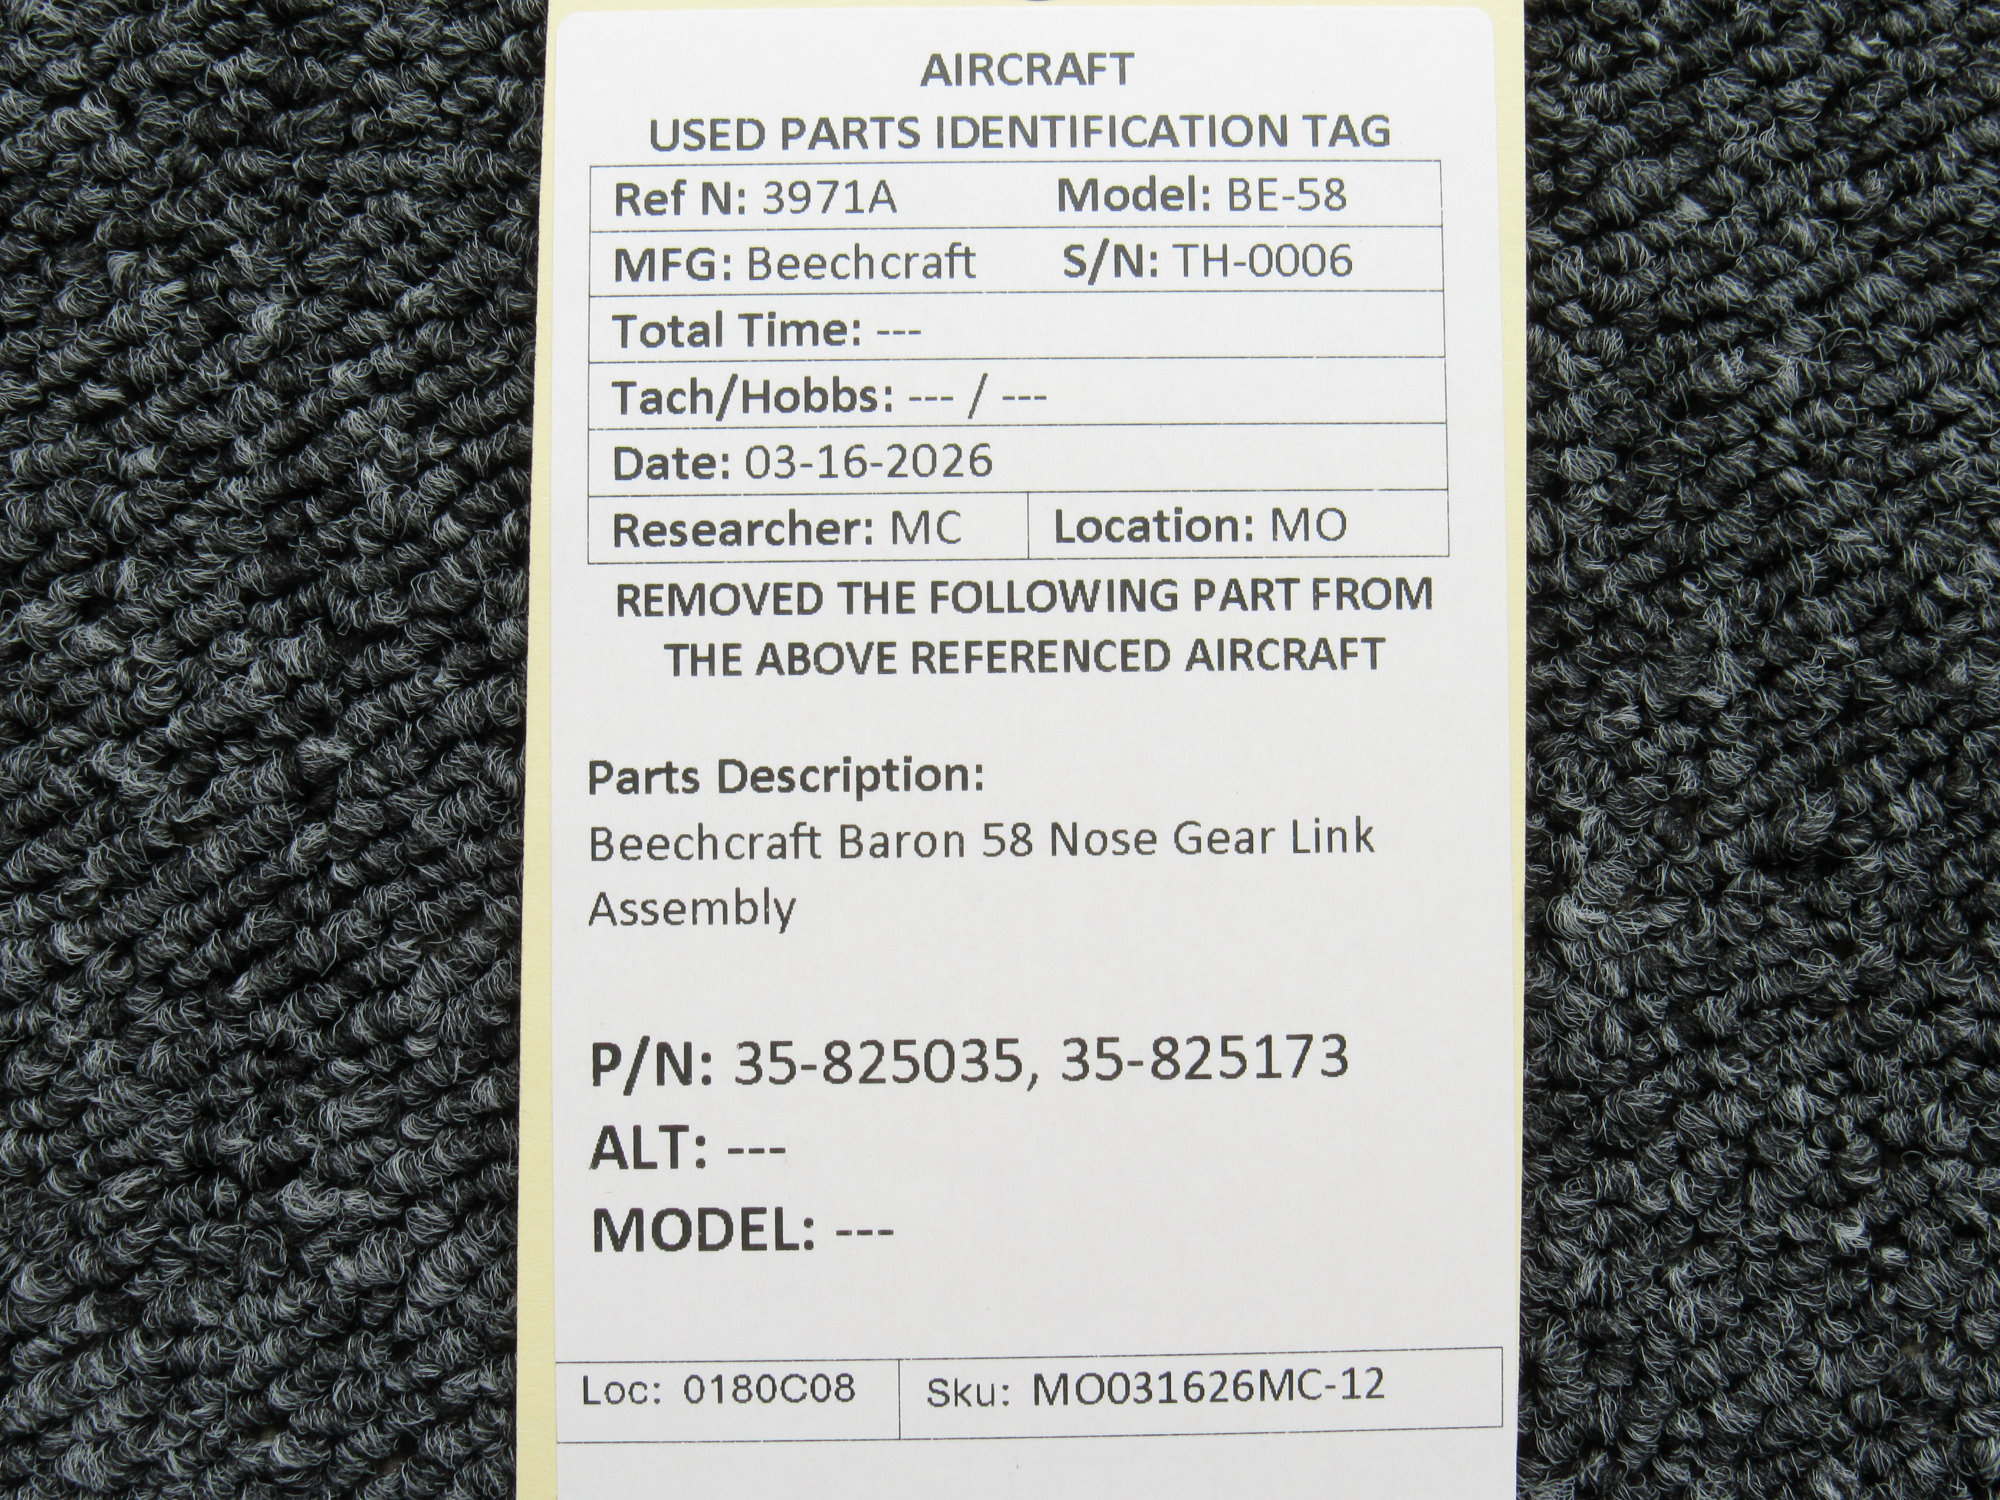 AIRCRAFT
USED PARTS IDENTIFICATION TAG
Ref N: 3971A Model: BE-58
MFG: Beechcraft S/N: TH-0006
Total Time: ---
Tach/Hobbs: --- / ---
Date: 03-16-2026
Researcher: MC Location: MO
REMOVED THE FOLLOWING PART FROM
THE ABOVE REFERENCED AIRCRAFT
Parts Description:
Beechcraft Baron 58 Nose Gear Link
Assembly
P/N: 35-825035, 35-825173
ALT: ---
MODEL: ---
Loc: 0180C08 Sku: MO031626MC-12